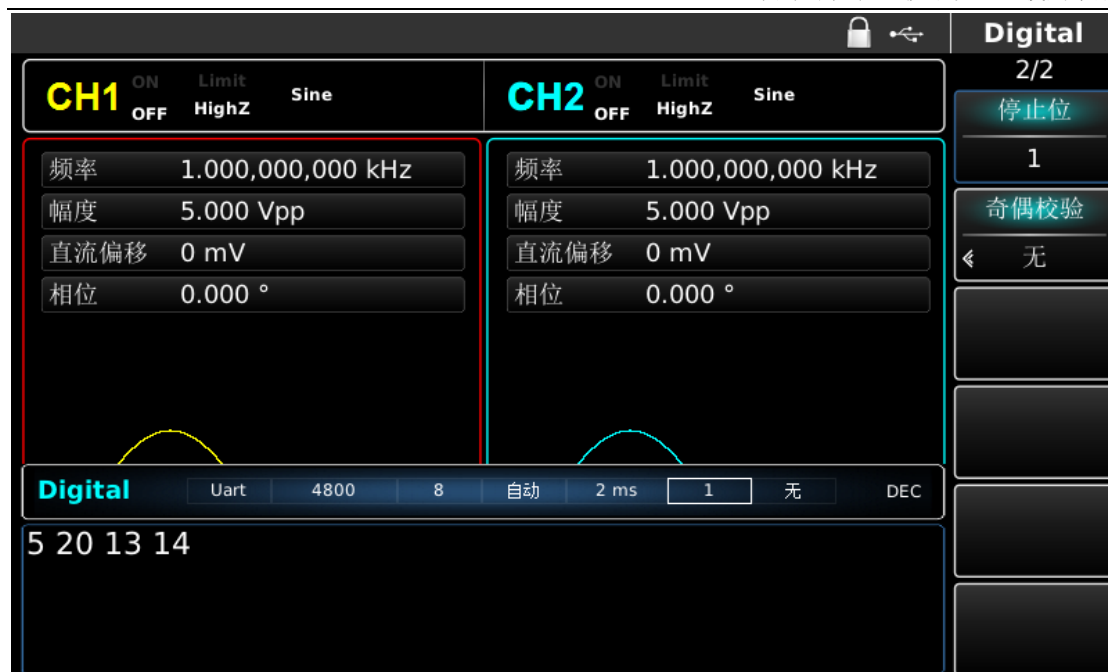 Digital
2/2
CH1 ON OFF Limit HighZ Sine
CH2 ON OFF Limit HighZ Sine
停止位
1
奇偶校验
无
频率 1.000,000,000 kHz
幅度 5.000 Vpp
直流偏移 0 mV
相位 0.000 °
频率 1.000,000,000 kHz
幅度 5.000 Vpp
直流偏移 0 mV
相位 0.000 °
Digital Uart 4800 8 自动 2 ms 1 无 DEC
5 20 13 14